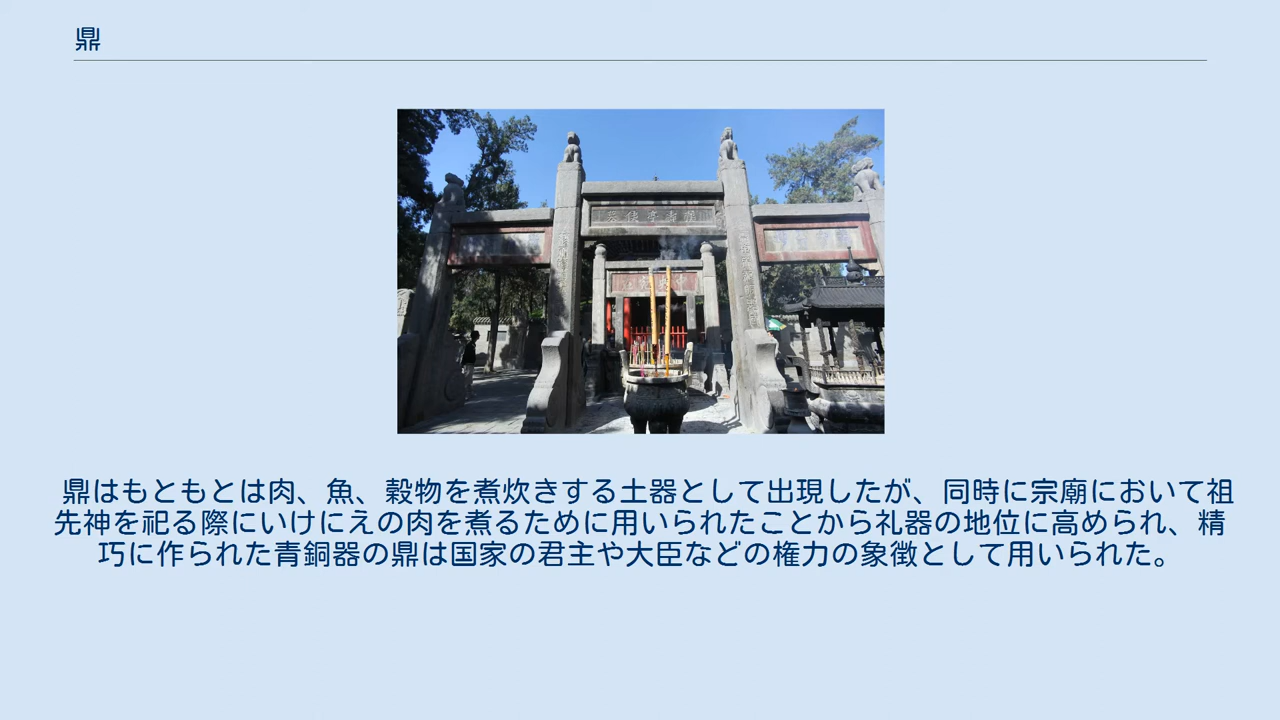 鼎
漢壽亭侯祭
鼎はもともとは肉、魚、穀物を煮炊きする土器として出現したが、同時に宗廟において祖
先神を祀る際にいけにえの肉を煮るために用いられたことから礼器の地位に高められ、精
巧に作られた青銅器の鼎は国家の君主や大臣などの権力の象徴として用いられた。